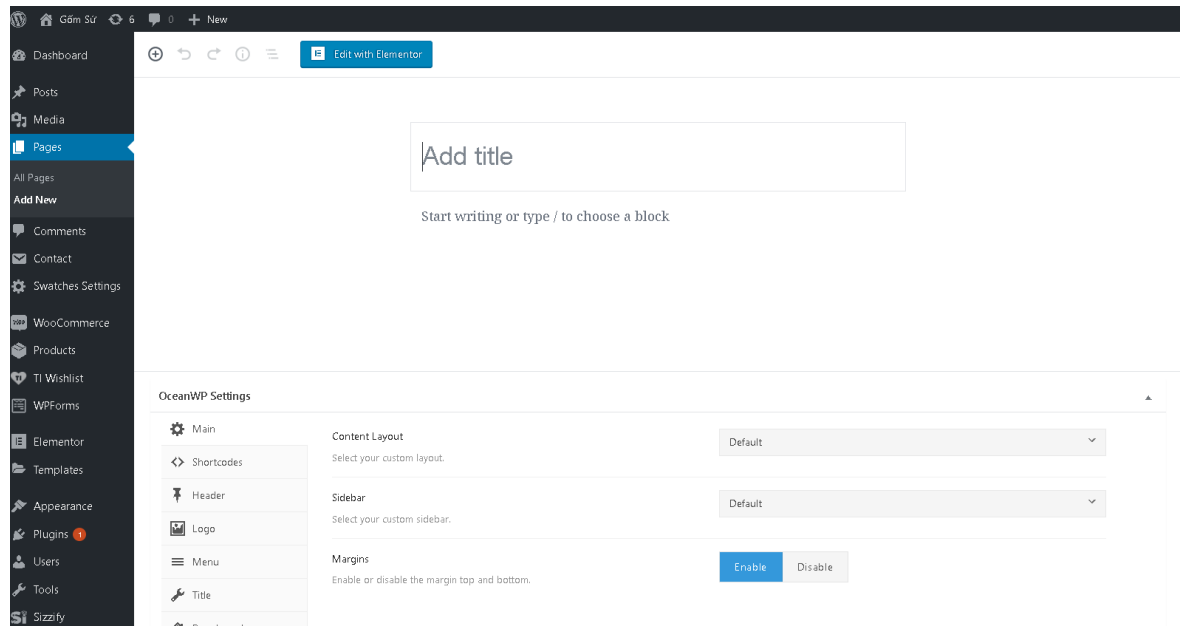 Gốm Sứ 6 0 New
Dashboard
Posts
Media
Pages
All Pages
Add New
Comments
Contact
Swatches Settings
WooCommerce
Products
TI Wishlist
WPForms
Elementor
Templates
Appearance
Plugins 1
Users
Tools
Sizzify
Edit with Elementor
Add title
Start writing or type / to choose a block
OceanWP Settings
Main
Shortcodes
Header
Logo
Menu
Title
Content Layout
Select your custom layout.
Default
Sidebar
Select your custom sidebar.
Default
Margins
Enable or disable the margin top and bottom.
Enable Disable